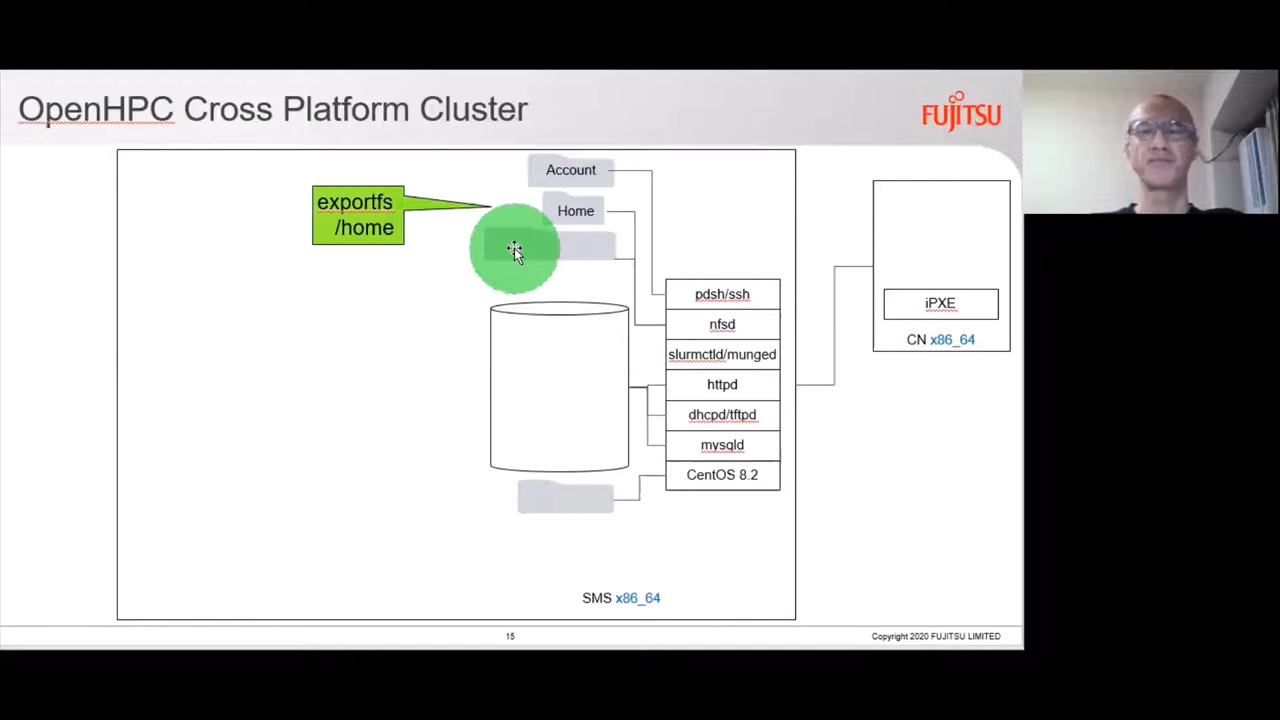 OpenHPC Cross Platform Cluster
FUJITSU
Account
exportfs
/home
Home
pdsh/ssh
nfsd
slurmctld/munged
httpd
dhcpd/tftpd
mysqld
CentOS 8.2
iPXE
CN x86_64
SMS x86_64
15
Copyright 2020 FUJITSU LIMITED